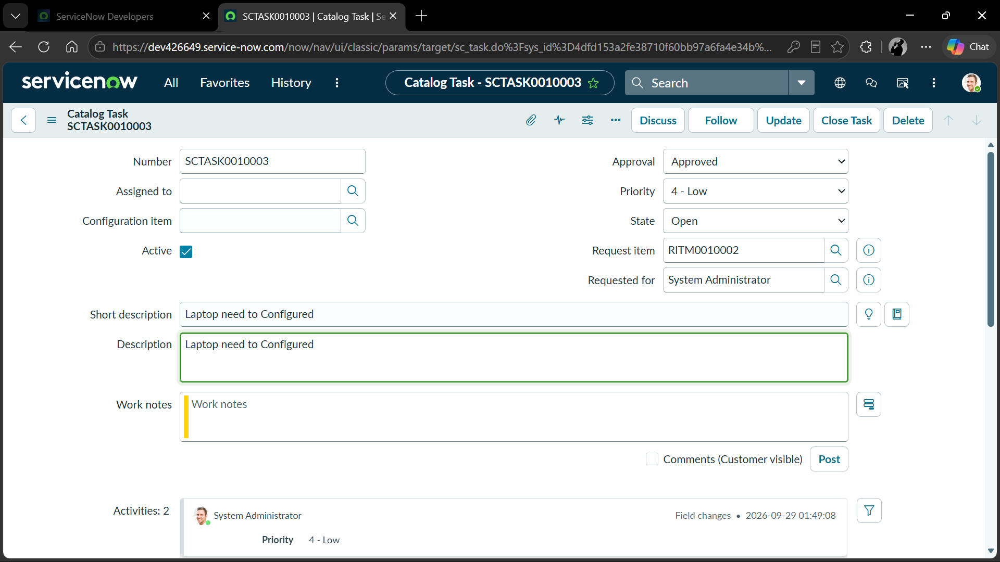 ServiceNow Developers
SCTASK0010003 | Catalog Task | Se
https://dev426649.service-now.com/now/nav/ui/classic/params/target/sc_task.do%3Fsys_id%3D4dfd153a2fe38710f60bb97a6fa4e34b%...
Chat
servicenow
All
Favorites
History
Catalog Task - SCTASK0010003
Search
Catalog Task
SCTASK0010003
Discuss
Follow
Update
Close Task
Delete
Number
SCTASK0010003
Approval
Approved
Assigned to
Priority
4 - Low
Configuration item
State
Open
Active
Request item
RITM0010002
Requested for
System Administrator
Short description
Laptop need to Configured
Description
Laptop need to Configured
Work notes
Work notes
Comments (Customer visible)
Post
Activities: 2
System Administrator
Field changes • 2026-09-29 01:49:08
Priority
4 - Low